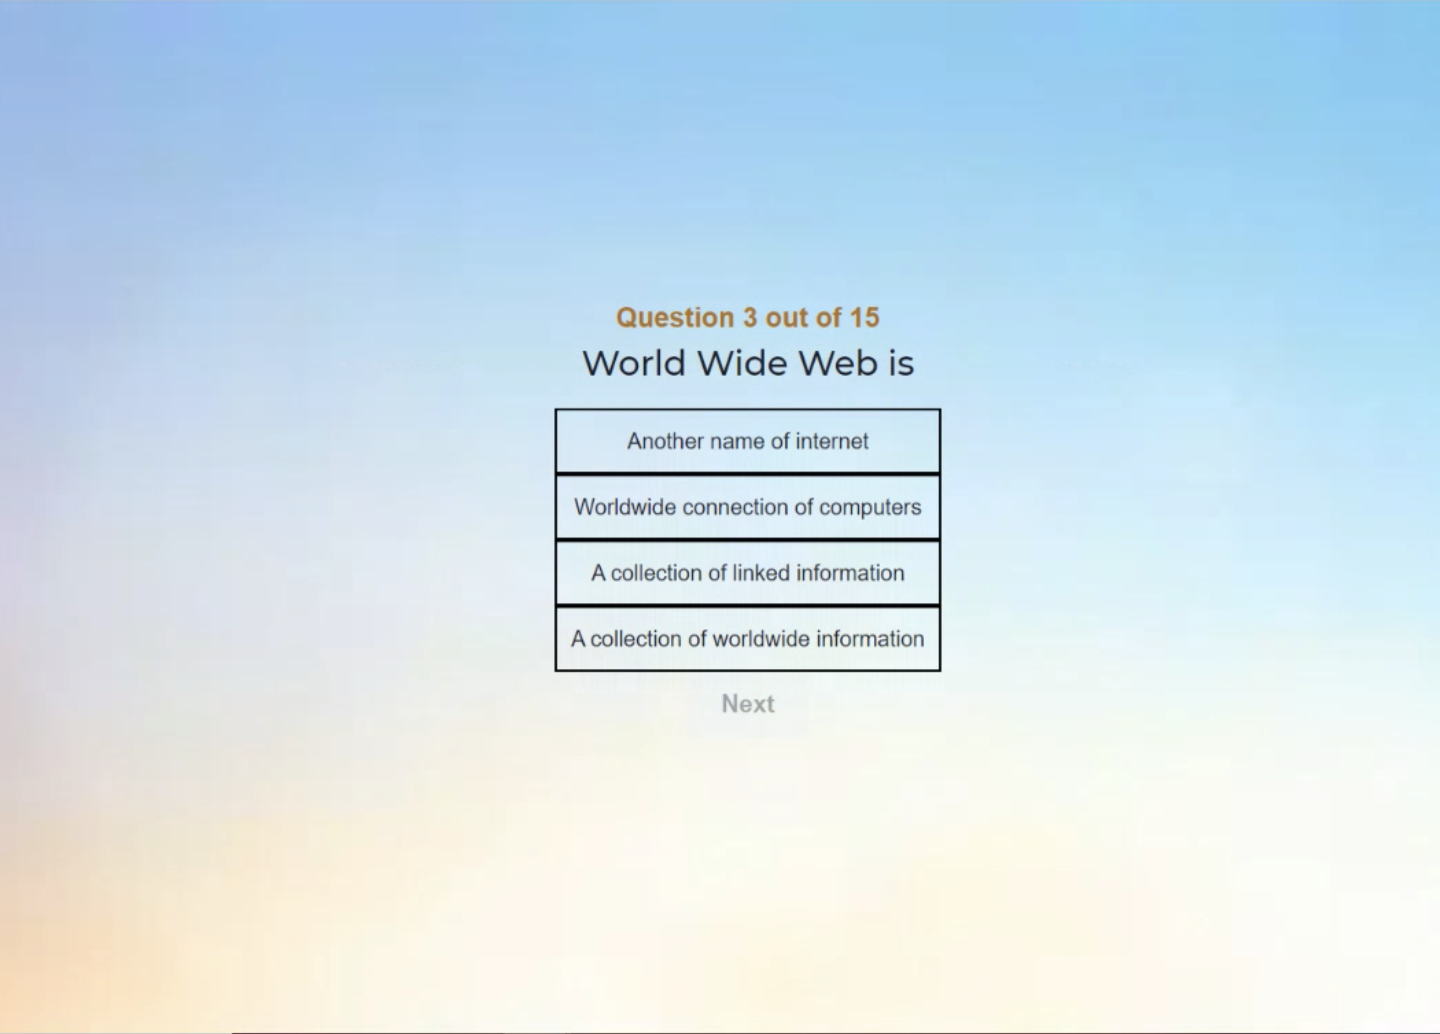 Question 3 out of 15
World Wide Web is
Another name of internet
Worldwide connection of computers
A collection of linked information
A collection of worldwide information
Next